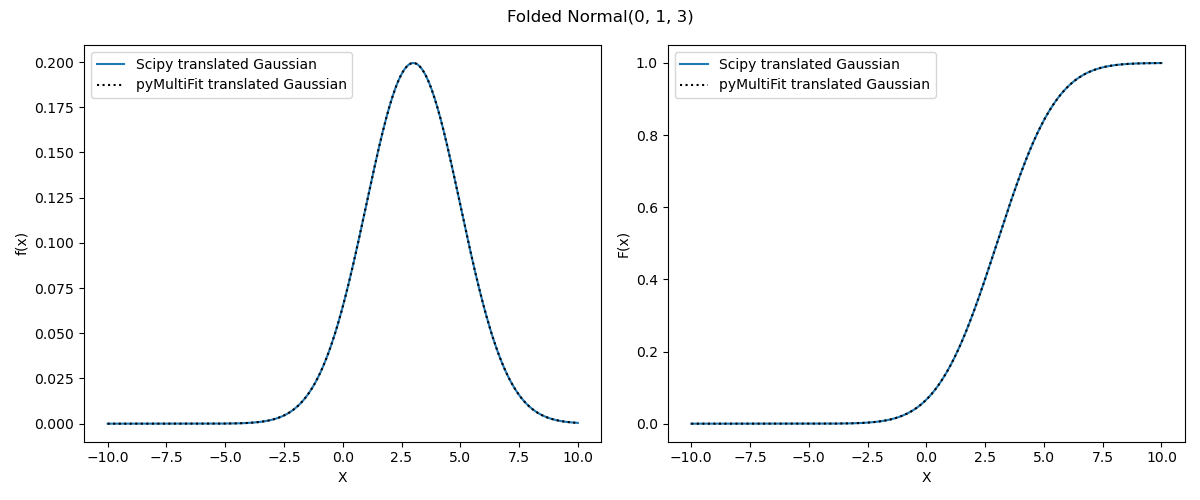 Folded Normal(0, 1, 3)
Scipy translated Gaussian
pyMultiFit translated Gaussian
f(x)
0.200
0.175
0.150
0.125
0.100
0.075
0.050
0.025
0.000
−10.0 −7.5 −5.0 −2.5 0.0 2.5 5.0 7.5 10.0
X
Scipy translated Gaussian
pyMultiFit translated Gaussian
F(x)
1.0
0.8
0.6
0.4
0.2
0.0
−10.0 −7.5 −5.0 −2.5 0.0 2.5 5.0 7.5 10.0
X